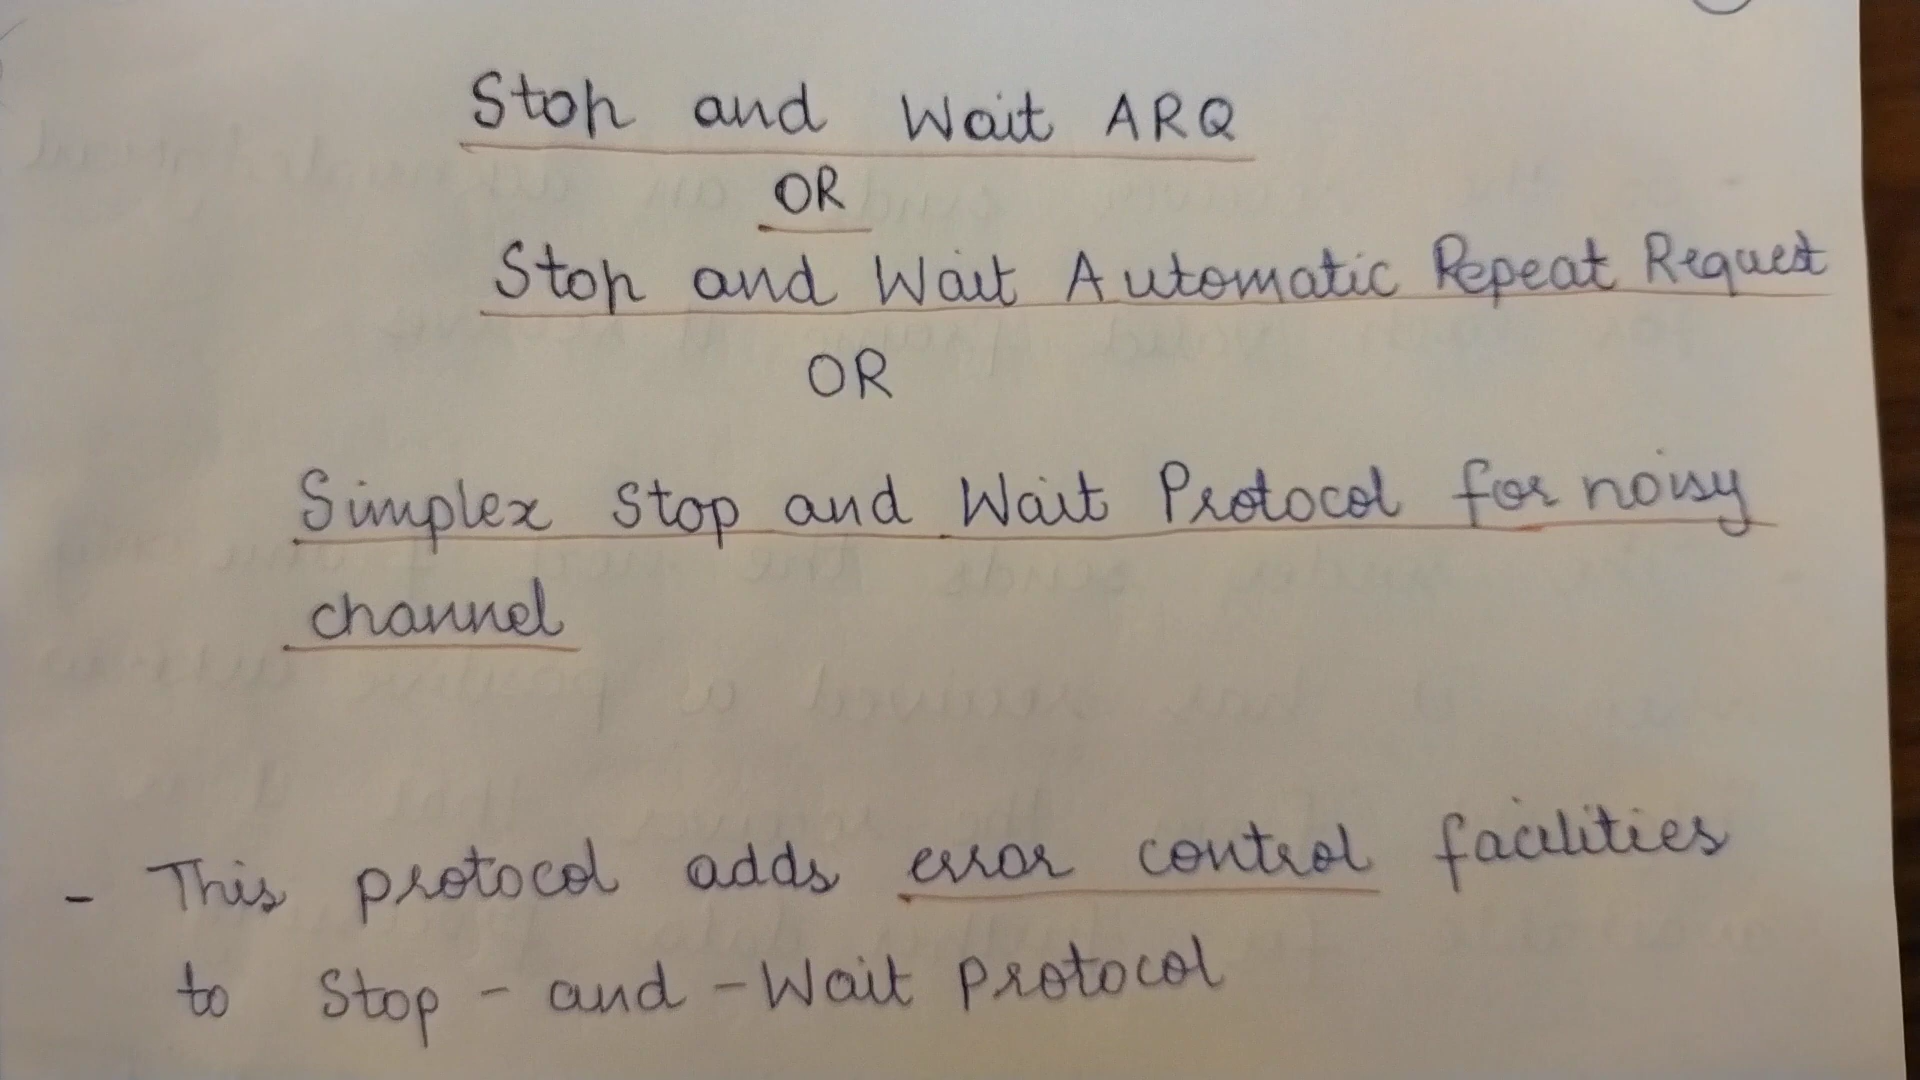 Stop and Wait ARQ
OR
Stop and Wait Automatic Repeat Request
OR
Simplex Stop and Wait Protocol for noisy
channel
- This protocol adds error control facilities
to Stop - and - Wait Protocol